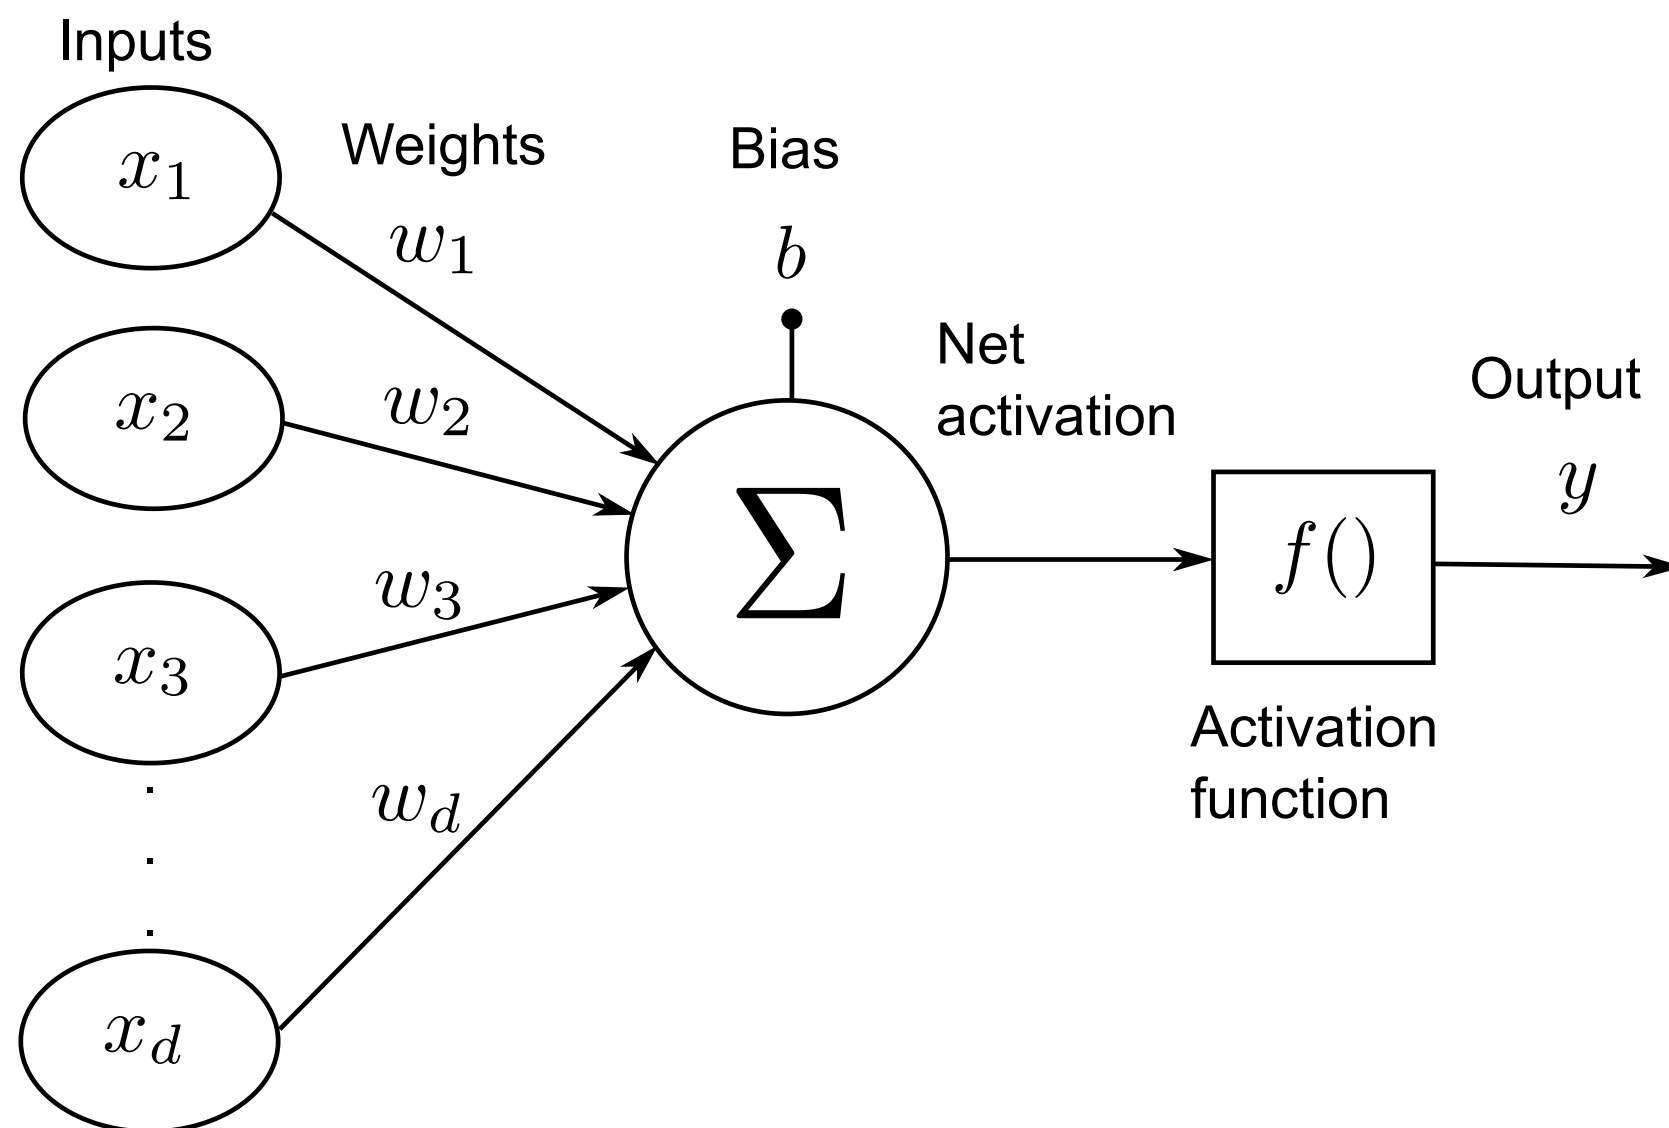 Inputs
x1
Weights
w1
Bias
b
x2
w2
Net
activation
Output
y
Σ
f()
x3
w3
Activation
function
wd
.
.
.
xd